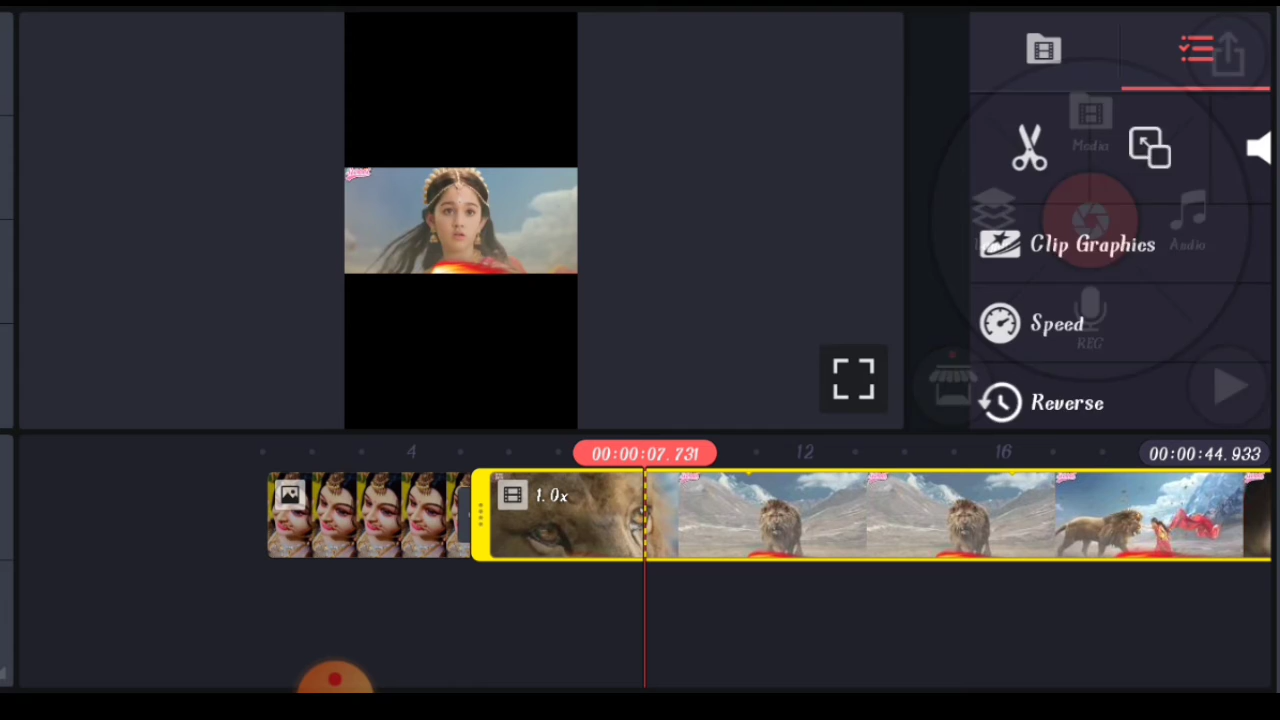 Media
Clip Graphics
Audio
Speed
REC
Reverse
4
00:00:07.731
12
16
00:00:44.933
1.0x